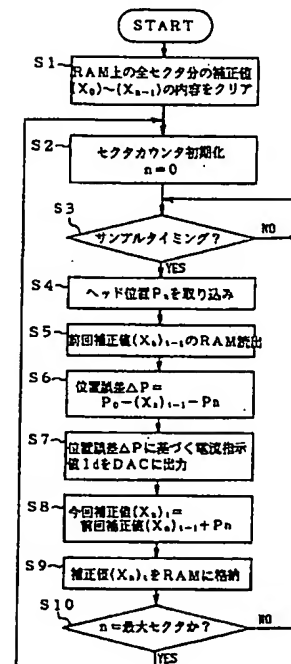 START
S1
RAM上の全セクタ分の補正値
(X₀)～(Xₙ₋₁)の内容をクリア
S2
セクタカウンタ初期化
n=0
S3
サンプルタイミング?
NO
YES
S4
ヘッド位置Pₙを取り込み
S5
前回補正値(Xₙ)ᵢ₋₁のRAM読出
S6
位置誤差△P=
P₀-(Xₙ)ᵢ₋₁-Pn
S7
位置誤差△Pに基づく電流指示
値IdをDACに出力
S8
今回補正値(Xₙ)ᵢ=
前回補正値(Xₙ)ᵢ₋₁+Pn
S9
補正値(Xₙ)ᵢをRAMに格納
S10
n=最大セクタか?
NO
YES